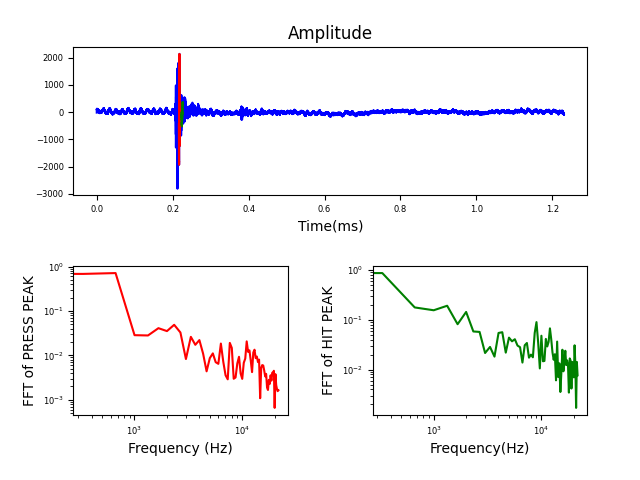 Amplitude
2000
1000
0
−1000
−2000
−3000
0.0 0.2 0.4 0.6 0.8 1.0 1.2
Time(ms)
FFT of PRESS PEAK
10⁰
10⁻¹
10⁻²
10⁻³
10³ 10⁴
Frequency (Hz)
FFT of HIT PEAK
10⁰
10⁻¹
10⁻²
10³ 10⁴
Frequency(Hz)